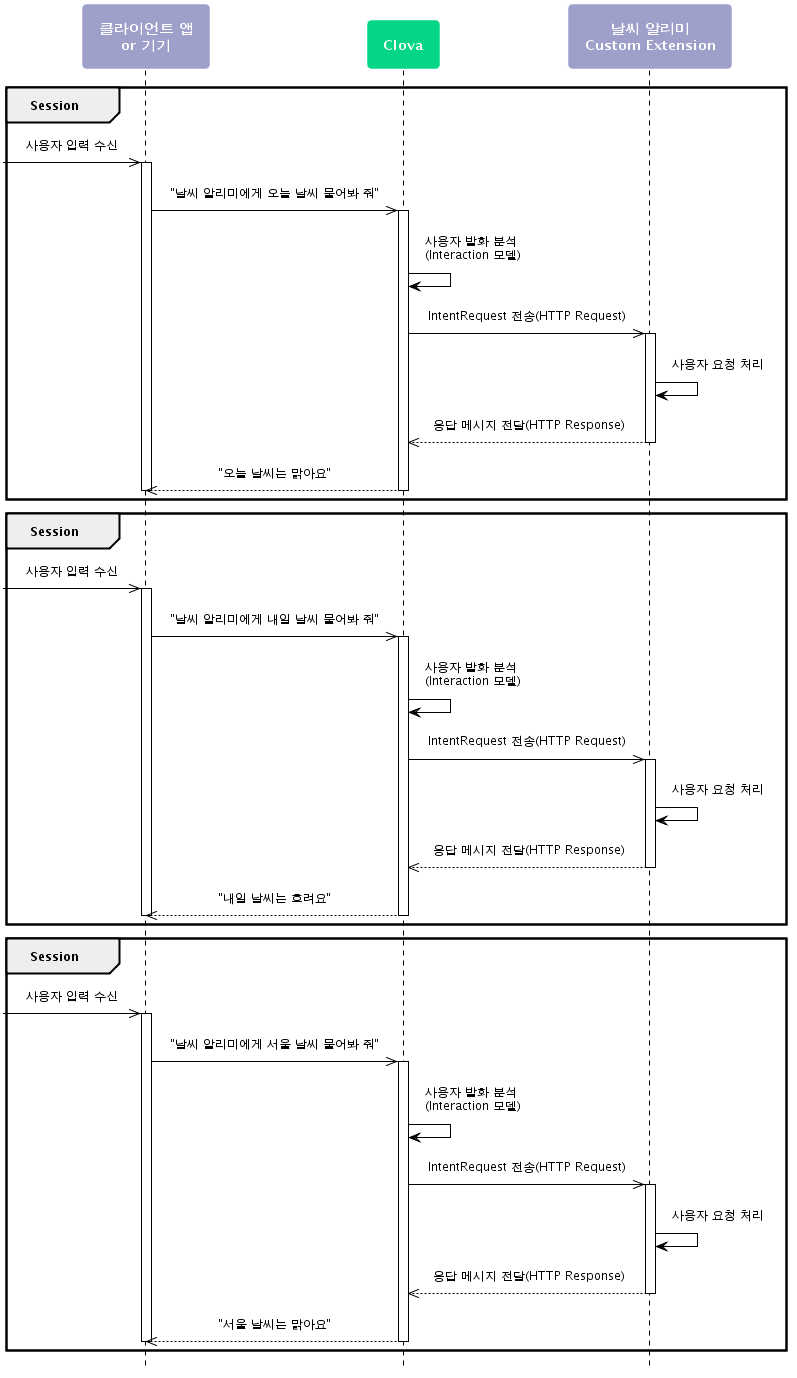 클라이언트 앱
or 기기
Clova
날씨 알리미
Custom Extension
Session
사용자 입력 수신
"날씨 알리미에게 오늘 날씨 물어봐 줘"
사용자 발화 분석
(Interaction 모델)
IntentRequest 전송(HTTP Request)
사용자 요청 처리
응답 메시지 전달(HTTP Response)
"오늘 날씨는 맑아요"
Session
사용자 입력 수신
"날씨 알리미에게 내일 날씨 물어봐 줘"
사용자 발화 분석
(Interaction 모델)
IntentRequest 전송(HTTP Request)
사용자 요청 처리
응답 메시지 전달(HTTP Response)
"내일 날씨는 흐려요"
Session
사용자 입력 수신
"날씨 알리미에게 서울 날씨 물어봐 줘"
사용자 발화 분석
(Interaction 모델)
IntentRequest 전송(HTTP Request)
사용자 요청 처리
응답 메시지 전달(HTTP Response)
"서울 날씨는 맑아요"